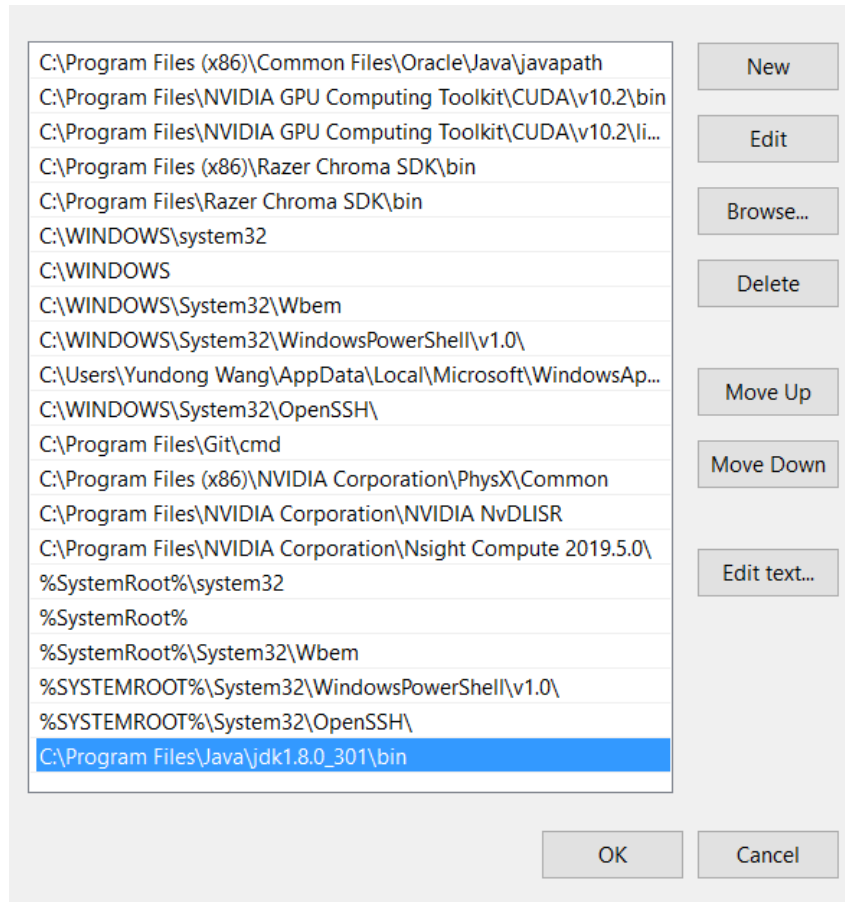 C:\Program Files (x86)\Common Files\Oracle\Java\javapath
C:\Program Files\NVIDIA GPU Computing Toolkit\CUDA\v10.2\bin
C:\Program Files\NVIDIA GPU Computing Toolkit\CUDA\v10.2\li...
C:\Program Files (x86)\Razer Chroma SDK\bin
C:\Program Files\Razer Chroma SDK\bin
C:\WINDOWS\system32
C:\WINDOWS
C:\WINDOWS\System32\Wbem
C:\WINDOWS\System32\WindowsPowerShell\v1.0\
C:\Users\Yundong Wang\AppData\Local\Microsoft\WindowsAp...
C:\WINDOWS\System32\OpenSSH\
C:\Program Files\Git\cmd
C:\Program Files (x86)\NVIDIA Corporation\PhysX\Common
C:\Program Files\NVIDIA Corporation\NVIDIA NvDLISR
C:\Program Files\NVIDIA Corporation\Nsight Compute 2019.5.0\
%SystemRoot%\system32
%SystemRoot%
%SystemRoot%\System32\Wbem
%SYSTEMROOT%\System32\WindowsPowerShell\v1.0\
%SYSTEMROOT%\System32\OpenSSH\
C:\Program Files\Java\jdk1.8.0_301\bin
New
Edit
Browse...
Delete
Move Up
Move Down
Edit text...
OK
Cancel